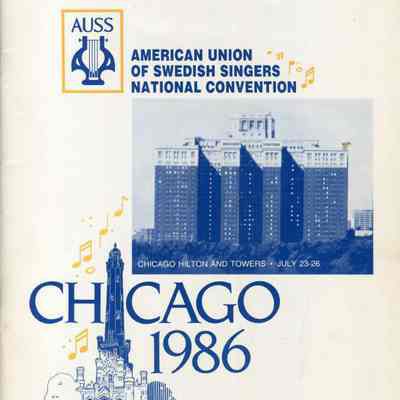 AUSS
AMERICAN UNION
OF SWEDISH SINGERS
NATIONAL CONVENTION
CHICAGO HILTON AND TOWERS • JULY 23-26
CHICAGO
1986